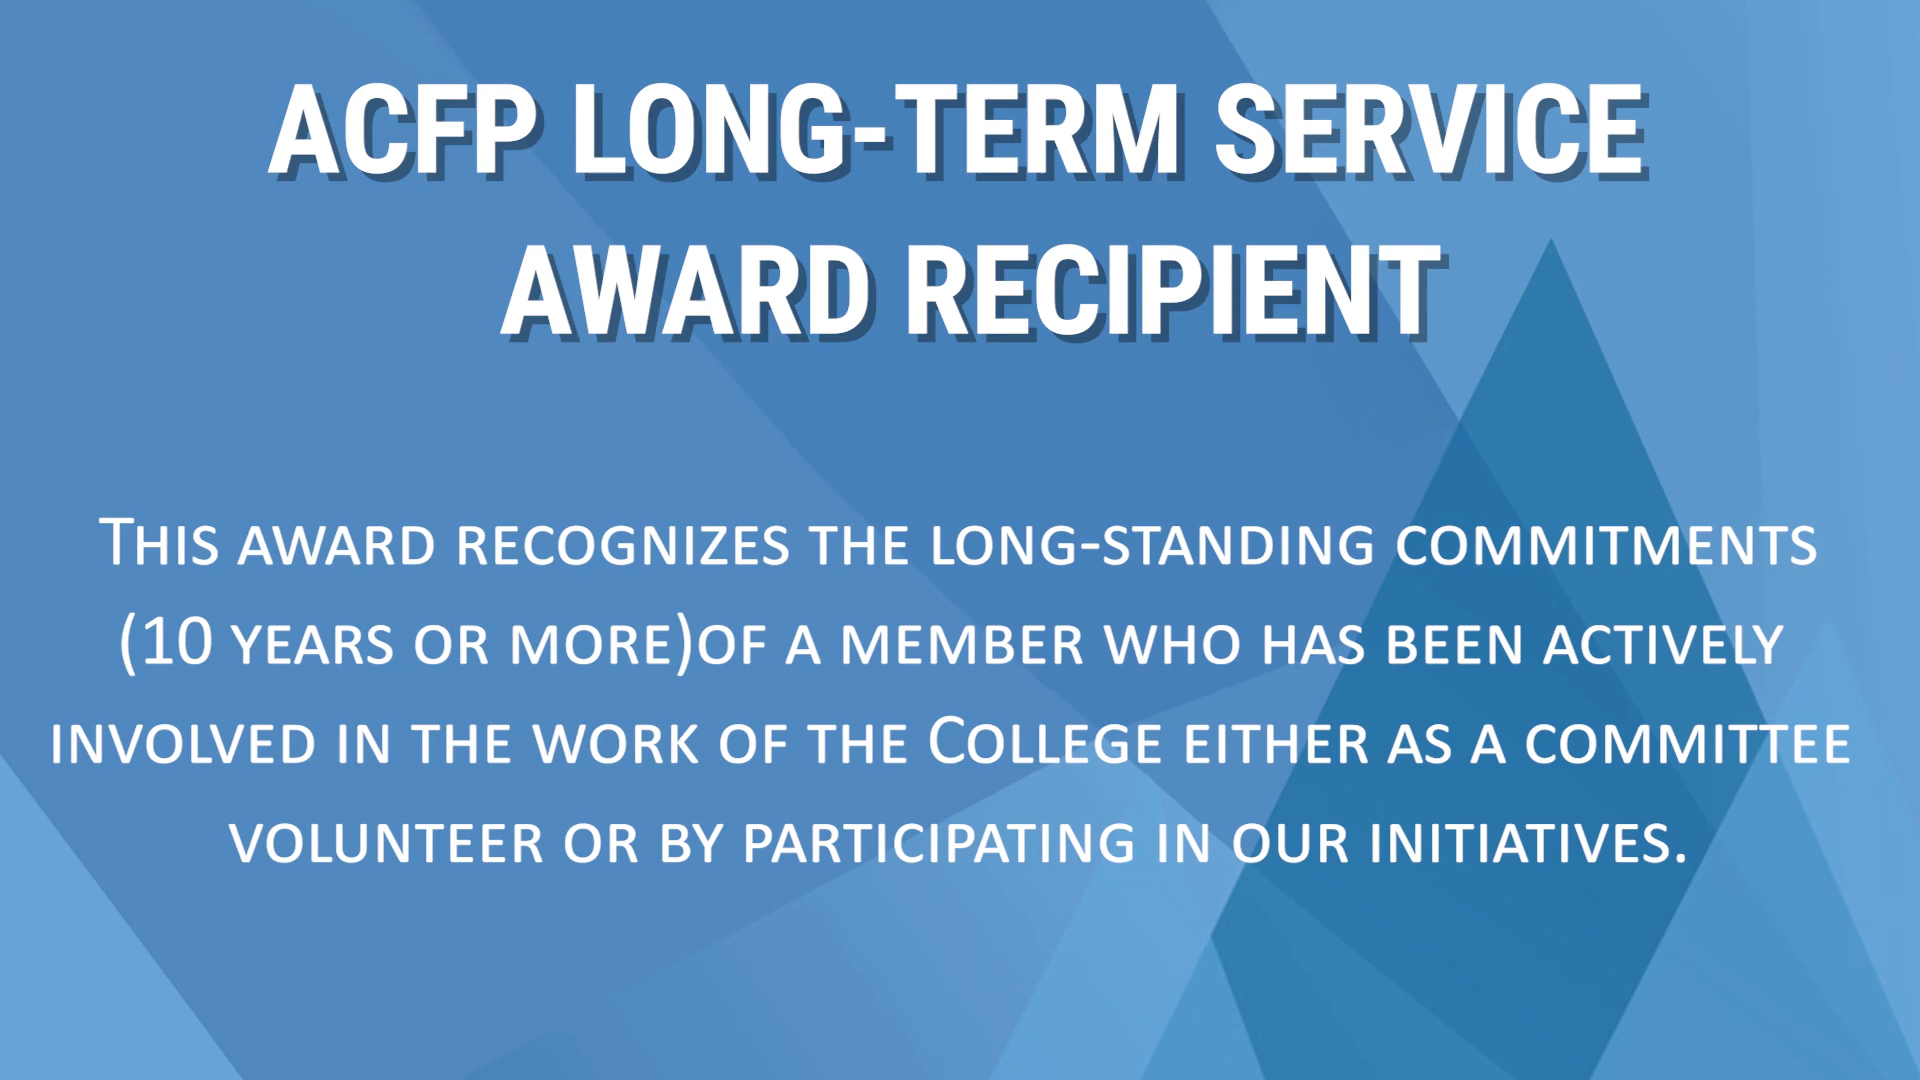 ACFP LONG-TERM SERVICE
AWARD RECIPIENT
This award recognizes the long-standing commitments
(10 years or more)of a member who has been actively
involved in the work of the College either as a committee
volunteer or by participating in our initiatives.